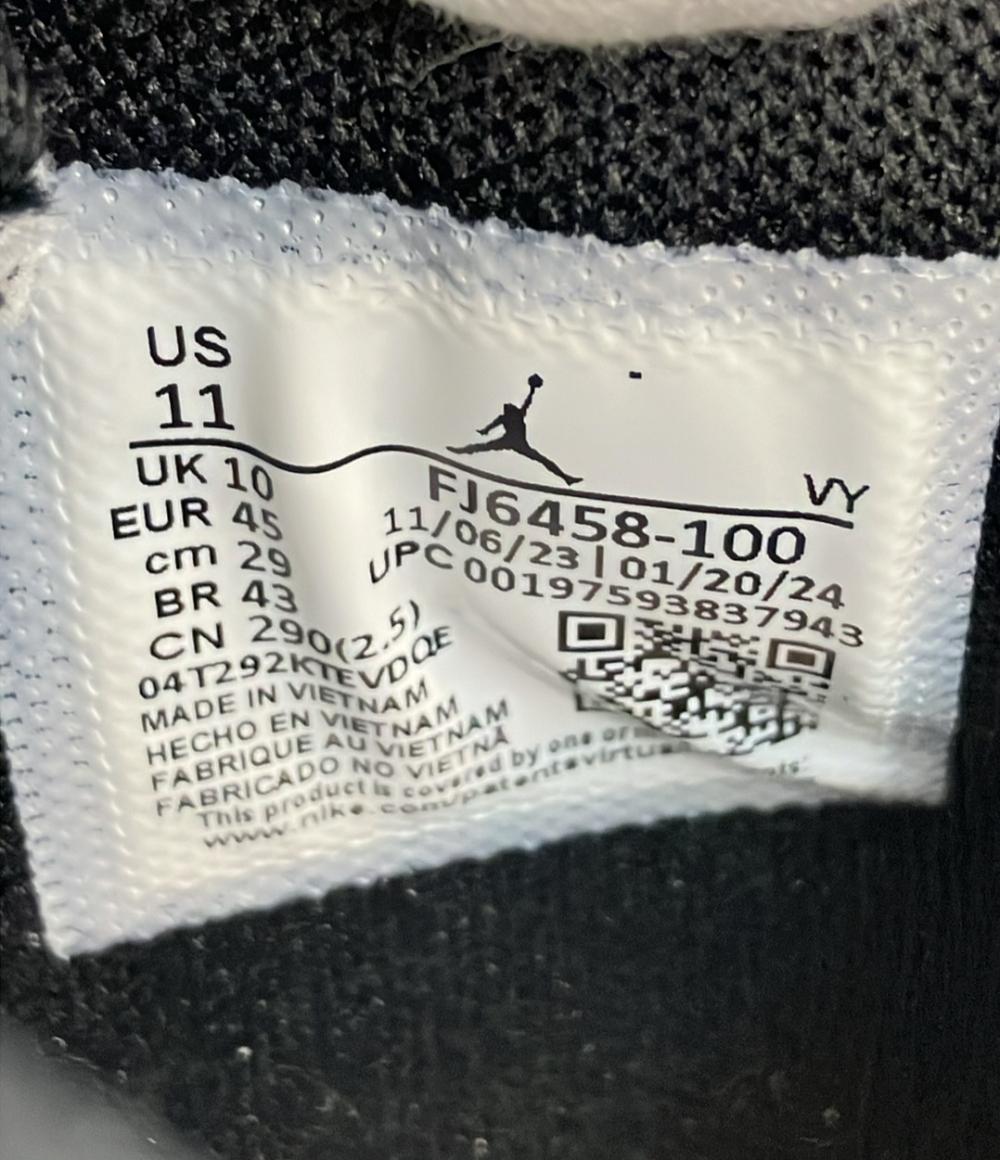 US
11
VY
UK 10
EUR 45
cm 29
BR 43
CN 290(2.5)
FJ6458-100
11/06/23 | 01/20/24
UPC 00197593837943
04T292KTEVDQE
MADE IN VIETNAM
HECHO EN VIETNAM
FABRIQUE AU VIETNAM
FABRICADO NO VIETNÃ
This product is covered by one or
www.nike.com/patents